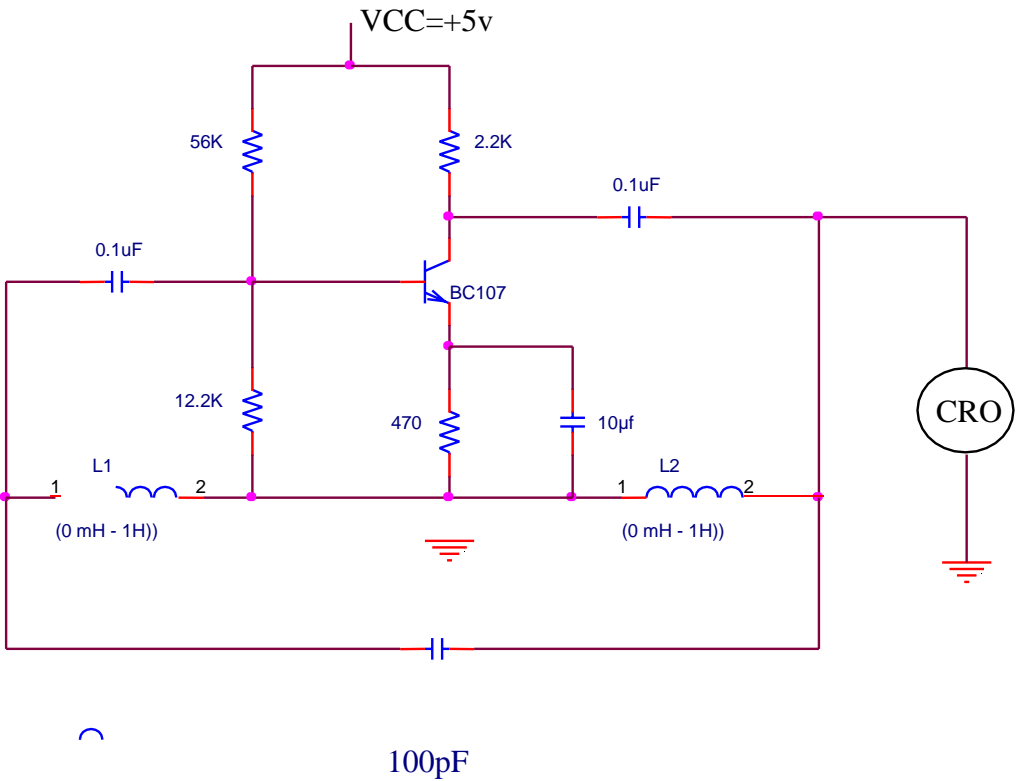 VCC=+5v
56K
2.2K
0.1uF
0.1uF
BC107
12.2K
470
10µf
CRO
L1
L2
1
2
1
2
(0 mH - 1H))
(0 mH - 1H))
100pF